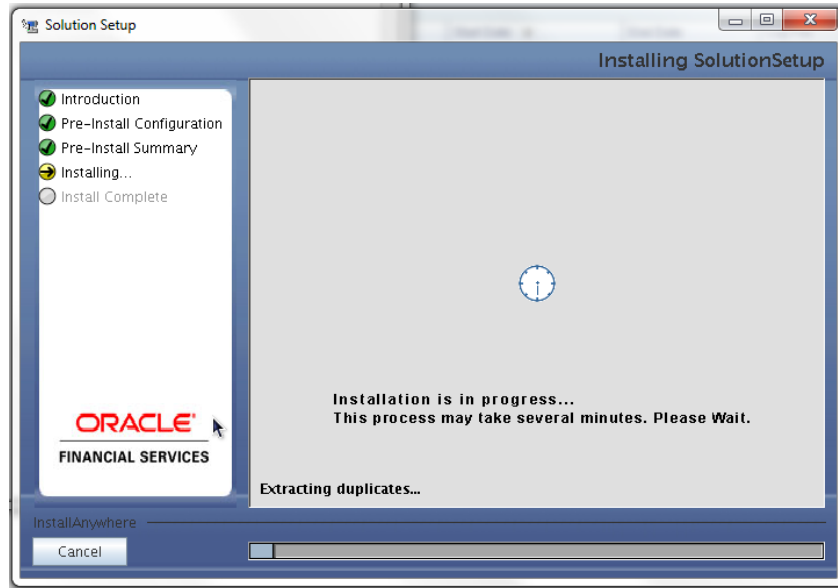 Solution Setup
Installing SolutionSetup
Introduction
Pre-Install Configuration
Pre-Install Summary
Installing...
Install Complete
Installation is in progress...
This process may take several minutes. Please Wait.
ORACLE
FINANCIAL SERVICES
Extracting duplicates...
InstallAnywhere
Cancel